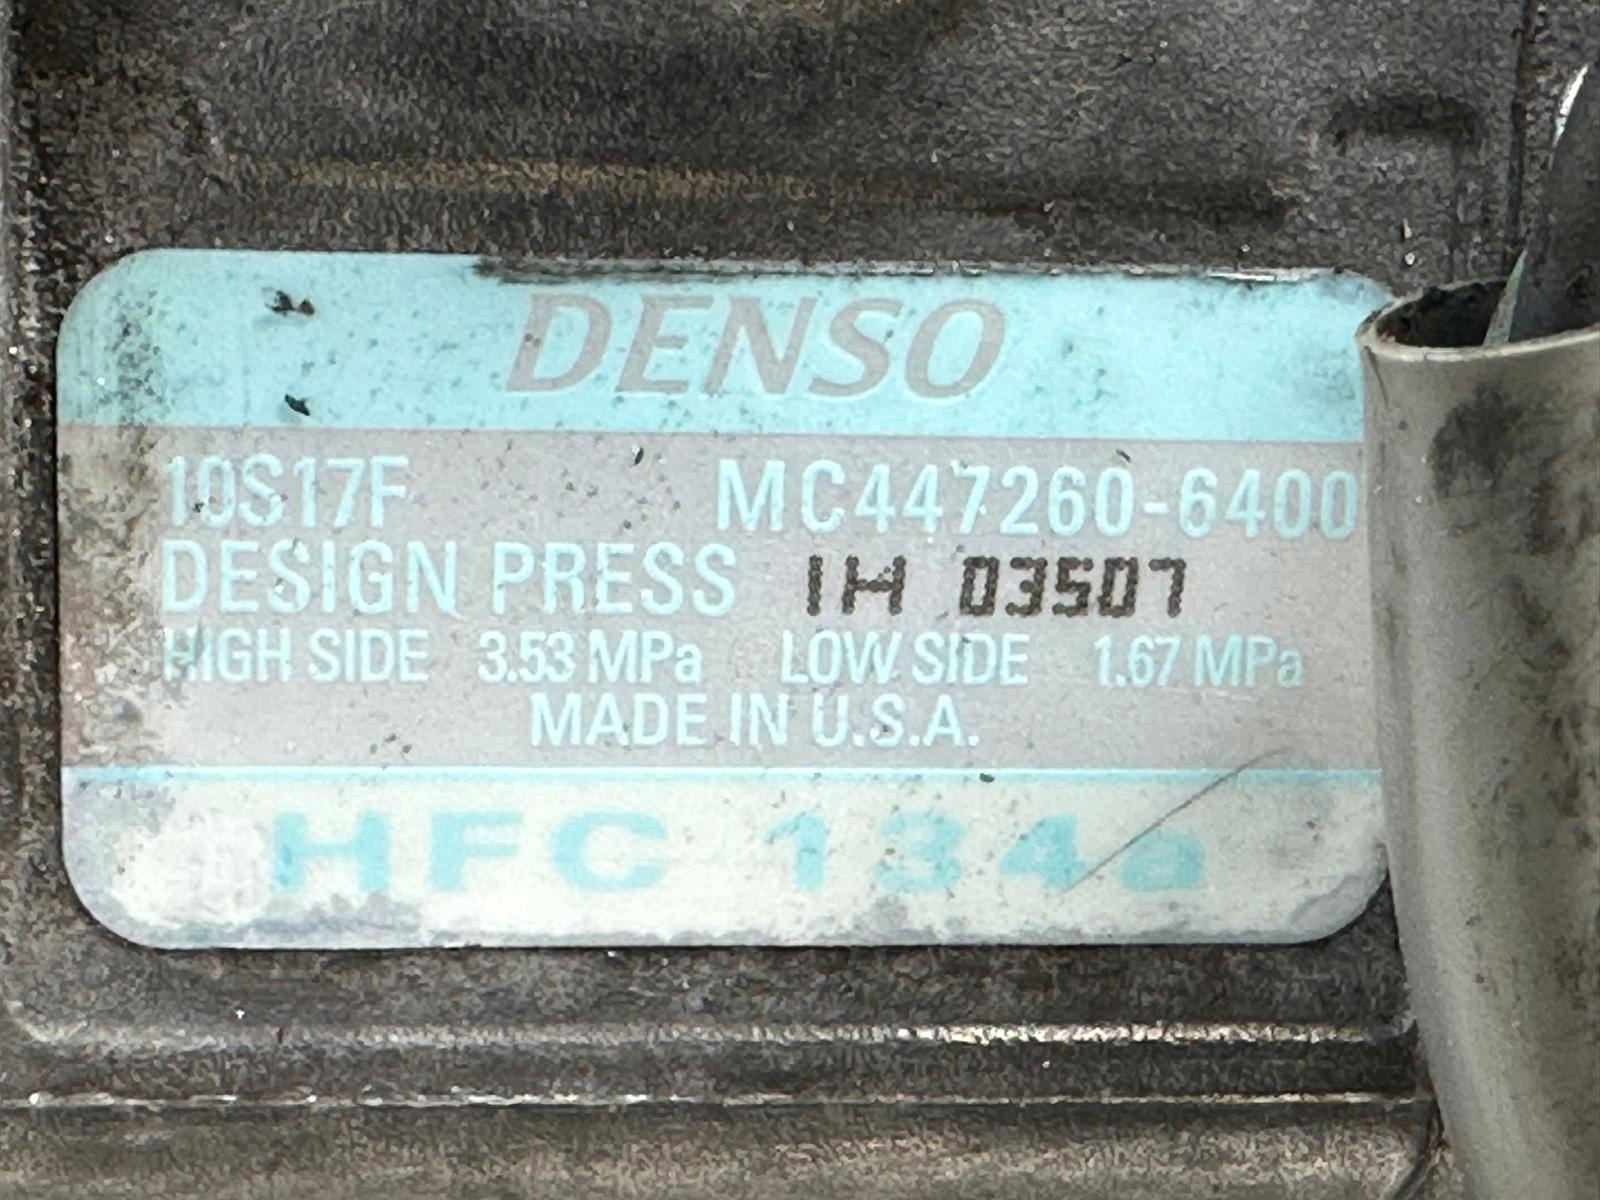 DENSO
10S17F MC447260-6400
DESIGN PRESS 1H 03507
HIGH SIDE 3.53 MPa LOW SIDE 1.67 MPa
MADE IN U.S.A.
HFC 134a